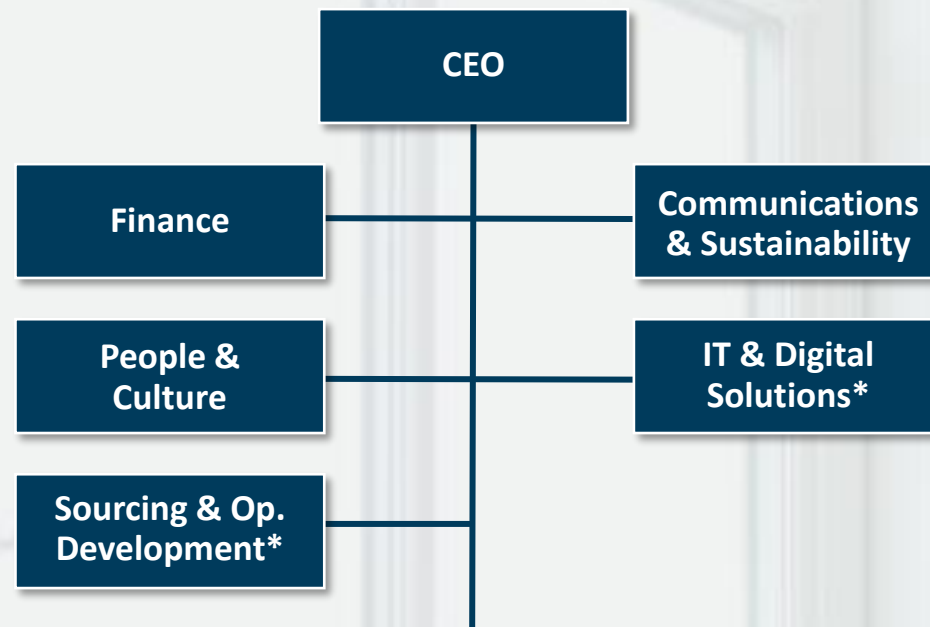 CEO
Finance
Communications
& Sustainability
People &
Culture
IT & Digital
Solutions*
Sourcing & Op.
Development*